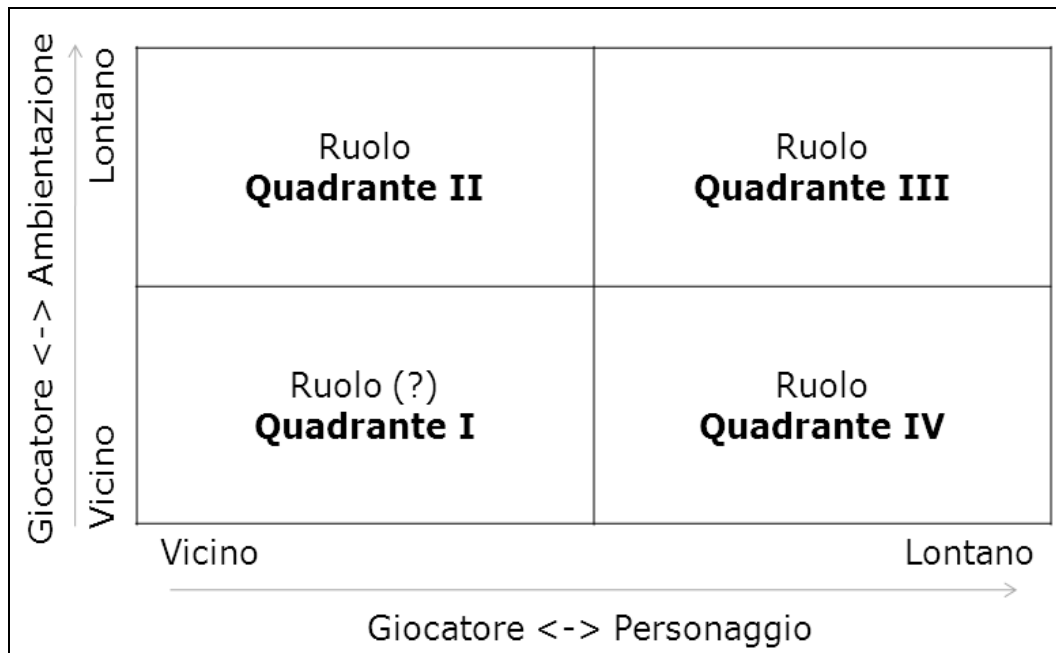 Giocatore <-> Ambientazione
Lontano
Vicino
Ruolo
Quadrante II
Ruolo
Quadrante III
Ruolo (?)
Quadrante I
Ruolo
Quadrante IV
Vicino
Lontano
Giocatore <-> Personaggio